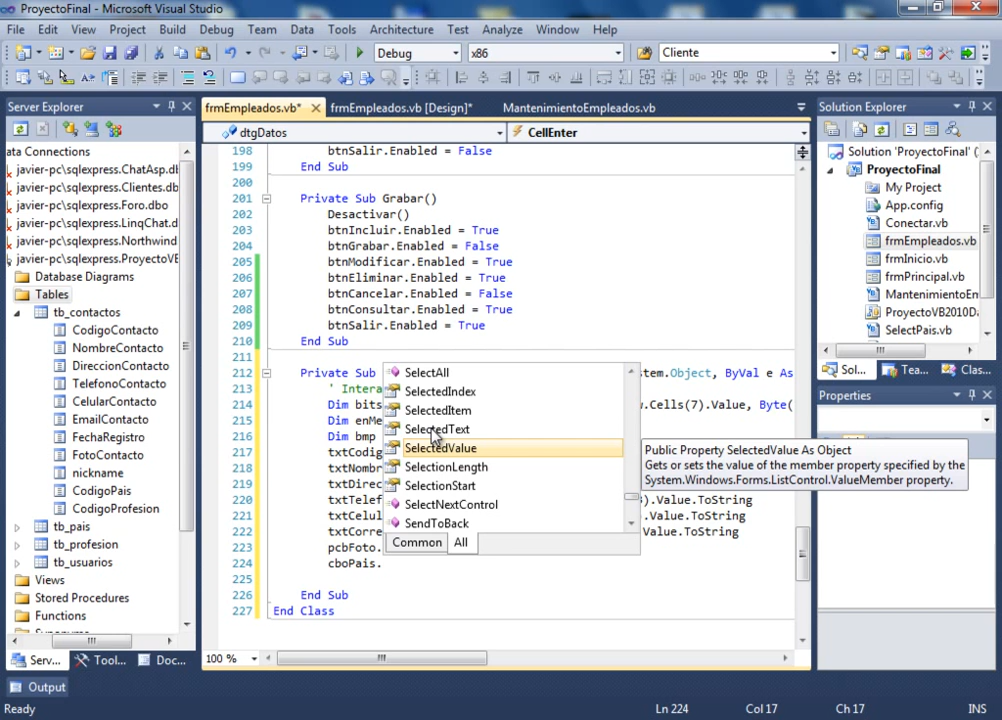 ProyectoFinal - Microsoft Visual Studio
File Edit View Project Build Debug Team Data Tools Architecture Test Analyze Window Help
Debug x86 Cliente
Server Explorer
frmEmpleados.vb* frmEmpleados.vb [Design]* MantenimientoEmpleados.vb
Solution Explorer
dtgDatos CellEnter
ata Connections
javier-pc\sqlexpress.ChatAsp.db
javier-pc\sqlexpress.Clientes.db
javier-pc\sqlexpress.Foro.dbo
javier-pc\sqlexpress.LinqChat.d
javier-pc\sqlexpress.Northwind
javier-pc\sqlexpress.ProyectoVE
Database Diagrams
Tables
tb_contactos
CodigoContacto
NombreContacto
DireccionContacto
TelefonoContacto
CelularContacto
EmailContacto
FechaRegistro
FotoContacto
nickname
CodigoPais
CodigoProfesion
tb_pais
tb_profesion
tb_usuarios
Views
Stored Procedures
Functions
Serv... Tool... Doc...
198 btnSalir.Enabled = False
199 End Sub
200
201 Private Sub Grabar()
202 Desactivar()
203 btnIncluir.Enabled = True
204 btnGrabar.Enabled = False
205 btnModificar.Enabled = True
206 btnEliminar.Enabled = True
207 btnCancelar.Enabled = False
208 btnConsultar.Enabled = True
209 btnSalir.Enabled = True
210 End Sub
211
212 Private Sub stem.Object, ByVal e As
213 ' Intera
214 Dim bits w.Cells(7).Value, Byte(
215 Dim enMe
216 Dim bmp
217 txtCodig
218 txtNombr
219 txtDirec
220 txtTelef ).Value.ToString
221 txtCelul .Value.ToString
222 txtCorre Value.ToString
223 pcbFoto.
224 cboPais.
225
226 End Sub
227 End Class
SelectAll
SelectedIndex
SelectedItem
SelectedText
SelectedValue
SelectionLength
SelectionStart
SelectNextControl
SendToBack
Common All
Public Property SelectedValue As Object
Gets or sets the value of the member property specified by the
System.Windows.Forms.ListControl.ValueMember property.
100 %
Solution 'ProyectoFinal' (1
ProyectoFinal
My Project
App.config
Conectar.vb
frmEmpleados.vb
frmInicio.vb
frmPrincipal.vb
MantenimientoEm
ProyectoVB2010Da
SelectPais.vb
Sol... Tea... Clas...
Properties
Output
Ready Ln 224 Col 17 Ch 17 INS